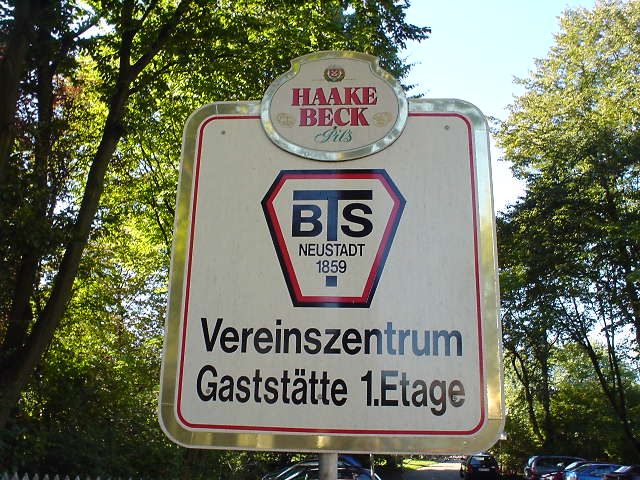 HAAKE
BECK
Pils
BTS
NEUSTADT
1859
Vereinszentrum
Gaststätte 1.Etage